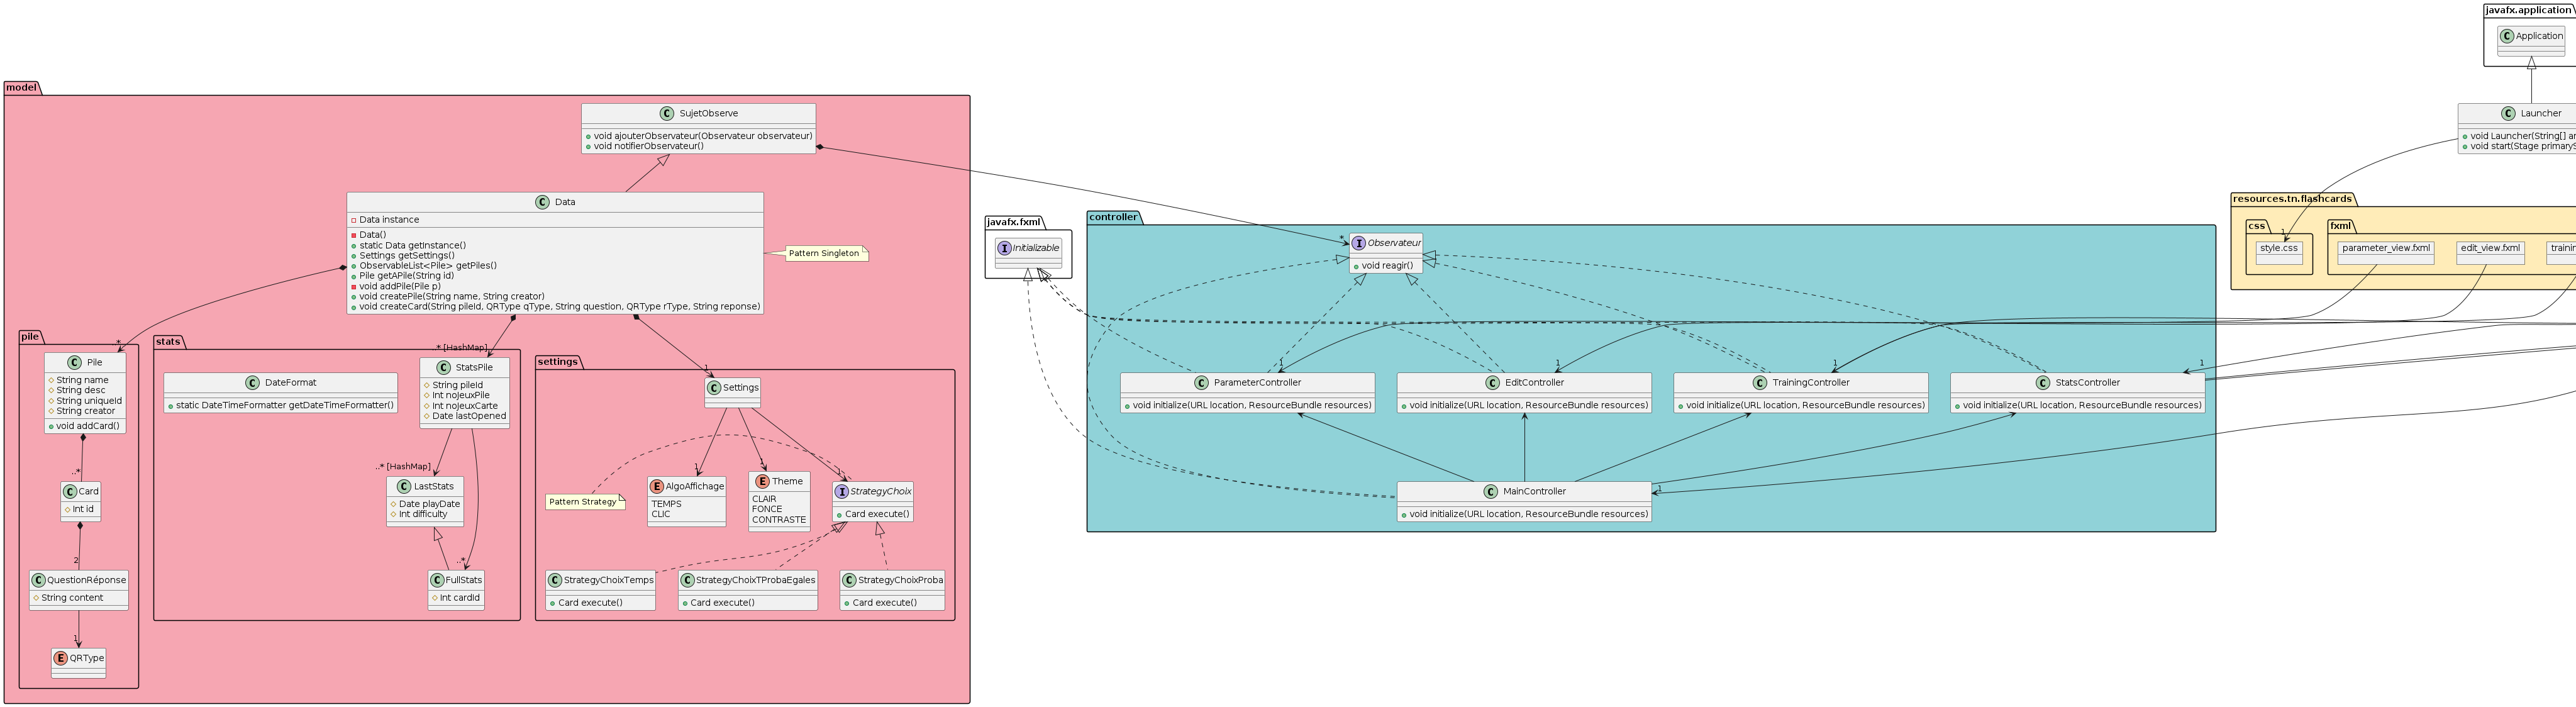 javafx.application
Application
Launcher
void Launcher(String[] ar
void start(Stage primaryS
model
SujetObserve
void ajouterObservateur(Observateur observateur)
void notifierObservateur()
Data
Data instance
Data()
static Data getInstance()
Settings getSettings()
ObservableList<Pile> getPiles()
Pile getAPile(String id)
void addPile(Pile p)
void createPile(String name, String creator)
void createCard(String pileId, QRType qType, String question, QRType rType, String reponse)
Pattern Singleton
pile
..*
Pile
String name
String desc
String uniqueId
String creator
void addCard()
..*
Card
Int id
2
QuestionRéponse
String content
1
QRType
stats
DateFormat
static DateTimeFormatter getDateTimeFormatter()
..* [HashMap]
StatsPile
String pileId
Int noJeuxPile
Int noJeuxCarte
Date lastOpened
..* [HashMap]
LastStats
Date playDate
Int difficulty
..*
FullStats
Int cardId
settings
1
Settings
Pattern Strategy
1
AlgoAffichage
TEMPS
CLIC
1
Theme
CLAIR
FONCE
CONTRASTE
1
StrategyChoix
Card execute()
StrategyChoixTemps
Card execute()
StrategyChoixTProbaEgales
Card execute()
StrategyChoixProba
Card execute()
javafx.fxml
Initializable
controller
*
Observateur
void reagir()
1
ParameterController
void initialize(URL location, ResourceBundle resources)
1
EditController
void initialize(URL location, ResourceBundle resources)
1
TrainingController
void initialize(URL location, ResourceBundle resources)
1
StatsController
void initialize(URL location, ResourceBundle resources)
MainController
1
void initialize(URL location, ResourceBundle resources)
resources.tn.flashcards
css
1
style.css
fxml
parameter_view.fxml
edit_view.fxml
trainin